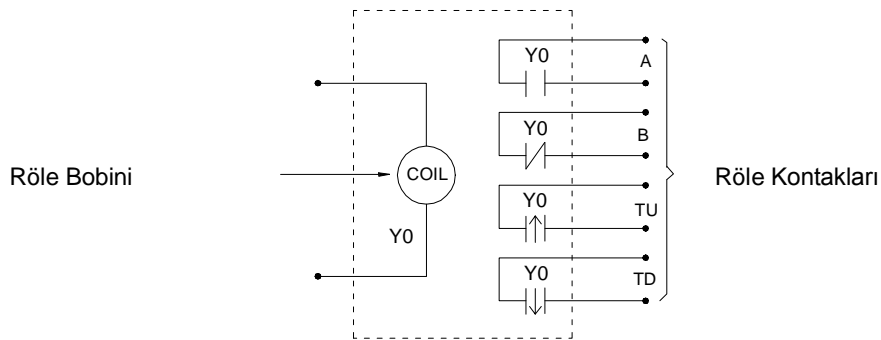 Röle Bobini
COIL
Y0
Y0
A
Y0
B
Y0
TU
Y0
TD
Röle Kontakları